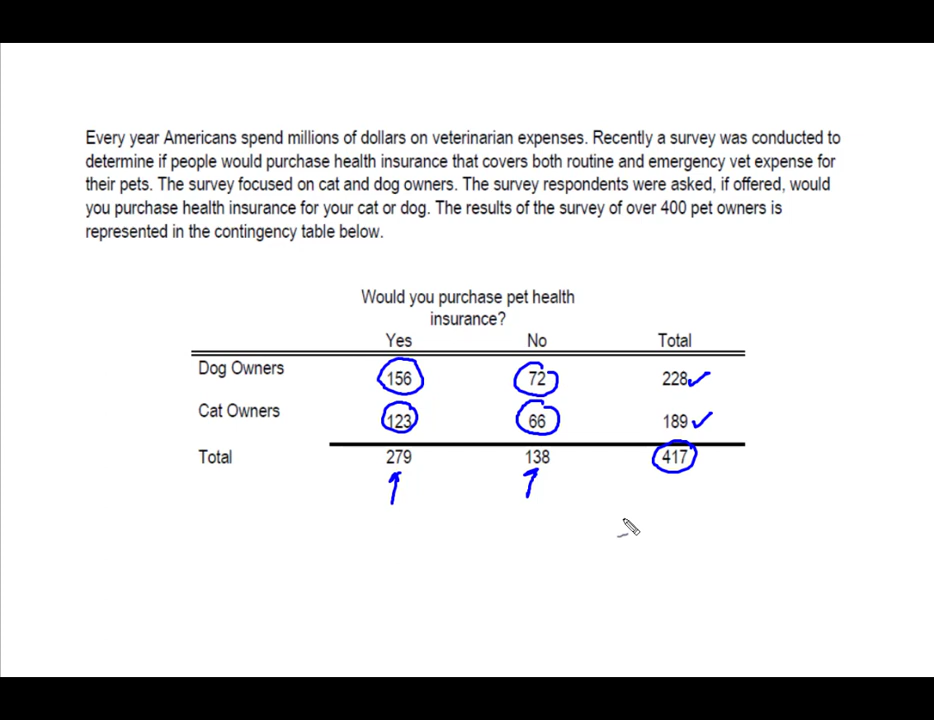 Every year Americans spend millions of dollars on veterinarian expenses. Recently a survey was conducted to
determine if people would purchase health insurance that covers both routine and emergency vet expense for
their pets. The survey focused on cat and dog owners. The survey respondents were asked, if offered, would
you purchase health insurance for your cat or dog. The results of the survey of over 400 pet owners is
represented in the contingency table below.
Would you purchase pet health
insurance?
Yes No Total
Dog Owners 156 72 228
Cat Owners 123 66 189
Total 279 138 417